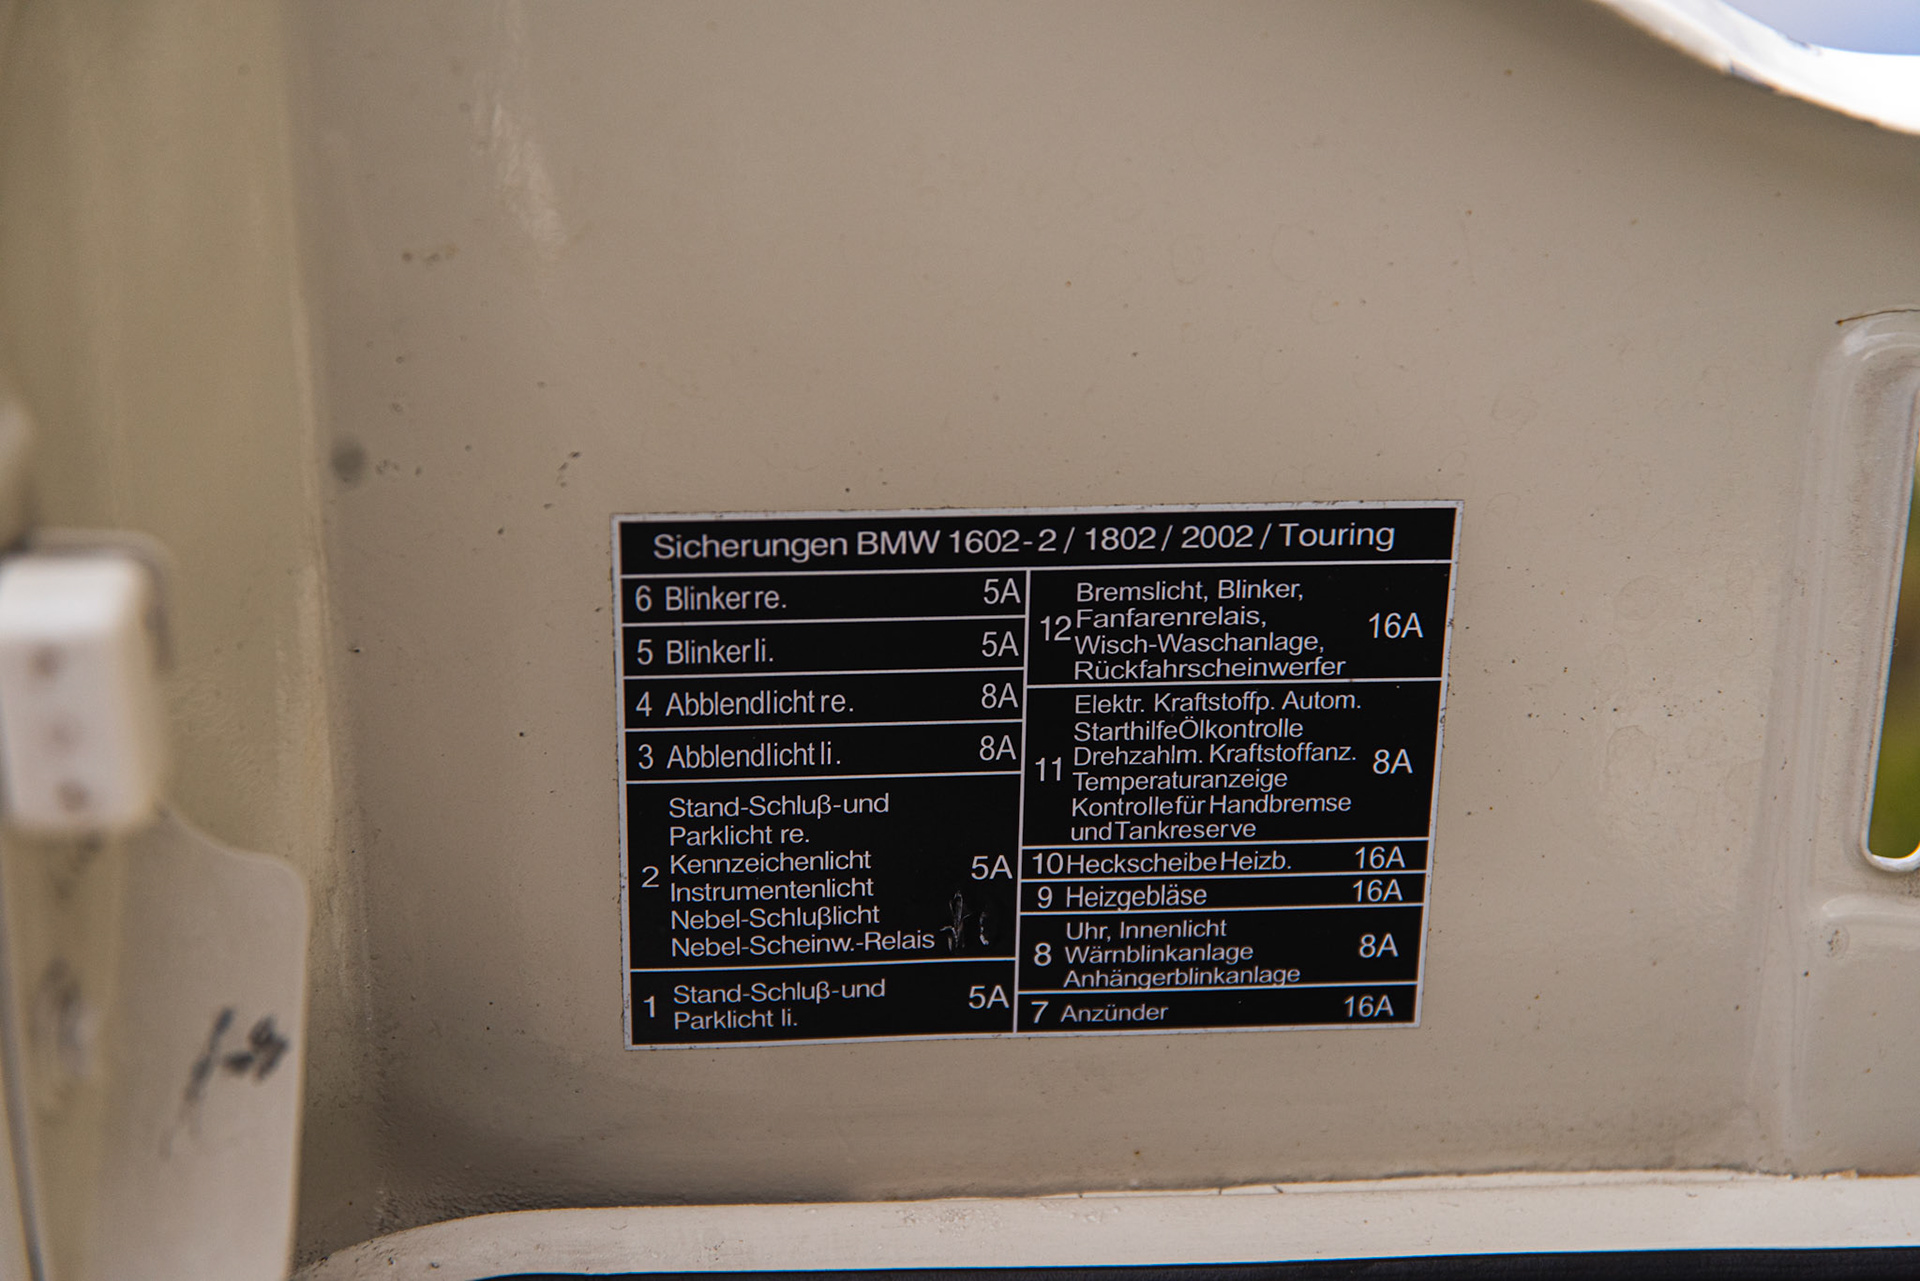 Sicherungen BMW 1602-2 / 1802 / 2002 / Touring
6 Blinker re. 5A
5 Blinker li. 5A
4 Abblendlicht re. 8A
3 Abblendlicht li. 8A
2 Stand-Schluß-und
Parklicht re.
Kennzeichenlicht 5A
Instrumentenlicht
Nebel-Schlußlicht
Nebel-Scheinw.-Relais
1 Stand-Schluß-und 5A
Parklicht li.
Bremslicht, Blinker,
12 Fanfarenrelais, 16A
Wisch-Waschanlage,
Rückfahrscheinwerfer
Elektr. Kraftstoffp. Autom.
Starthilfe Ölkontrolle
11 Drehzahlm. Kraftstoffanz. 8A
Temperaturanzeige
Kontrolle für Handbremse
und Tankreserve
10 Heckscheibe Heizb. 16A
9 Heizgebläse 16A
Uhr, Innenlicht
8 Wärnblinkanlage 8A
Anhängerblinkanlage
7 Anzünder 16A